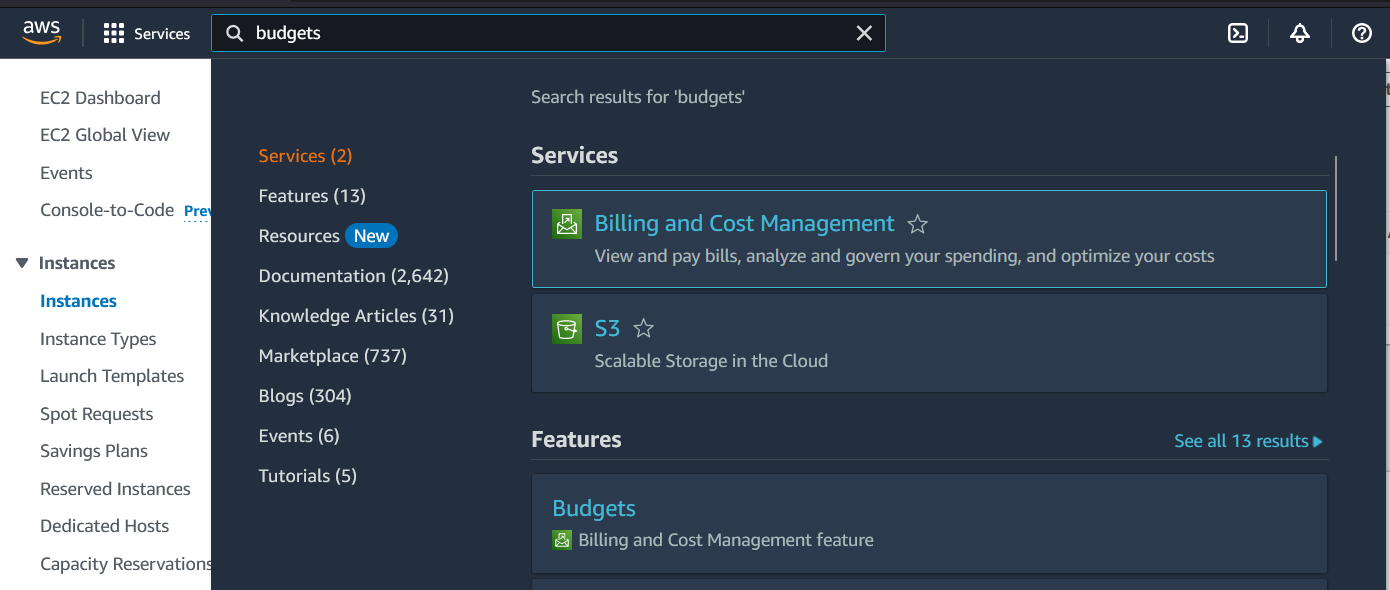 aws
Services
budgets
EC2 Dashboard
EC2 Global View
Events
Console-to-Code
Instances
Instances
Instance Types
Launch Templates
Spot Requests
Savings Plans
Reserved Instances
Dedicated Hosts
Capacity Reservations
Services (2)
Features (13)
Resources New
Documentation (2,642)
Knowledge Articles (31)
Marketplace (737)
Blogs (304)
Events (6)
Tutorials (5)
Search results for 'budgets'
Services
Billing and Cost Management
View and pay bills, analyze and govern your spending, and optimize your costs
S3
Scalable Storage in the Cloud
Features
See all 13 results
Budgets
Billing and Cost Management feature